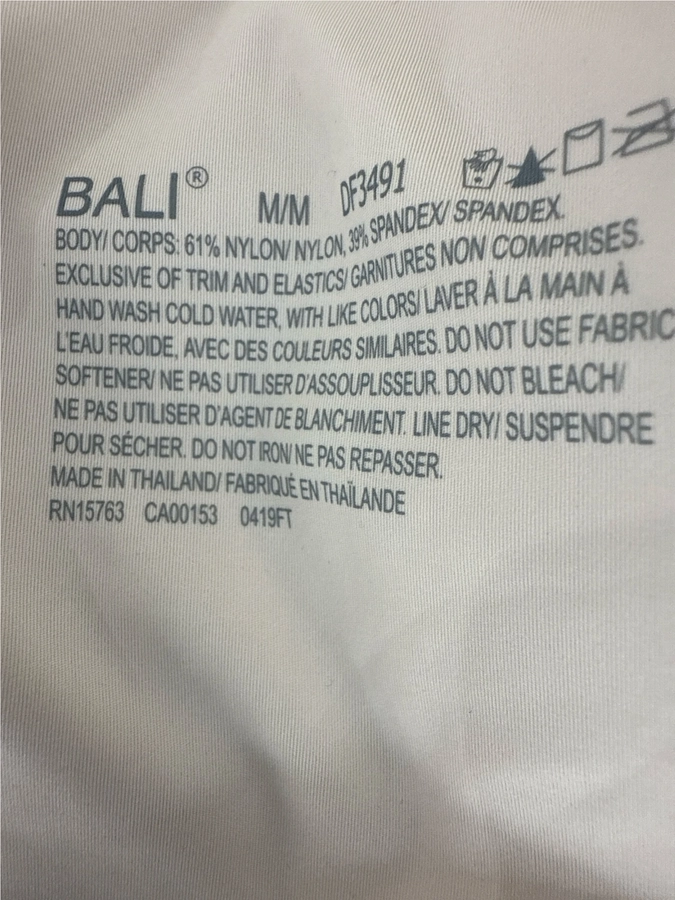 BALI® M/M DF3491
BODY/ CORPS: 61% NYLON/ NYLON, 39% SPANDEX/ SPANDEX.
EXCLUSIVE OF TRIM AND ELASTICS/ GARNITURES NON COMPRISES.
HAND WASH COLD WATER, WITH LIKE COLORS/ LAVER À LA MAIN À
L'EAU FROIDE, AVEC DES COULEURS SIMILAIRES. DO NOT USE FABRIC
SOFTENER/ NE PAS UTILISER D'ASSOUPLISSEUR. DO NOT BLEACH/
NE PAS UTILISER D'AGENT DE BLANCHIMENT. LINE DRY/ SUSPENDRE
POUR SÉCHER. DO NOT IRON/ NE PAS REPASSER.
MADE IN THAILAND/ FABRIQUÉ EN THAÏLANDE
RN15763 CA00153 0419FT